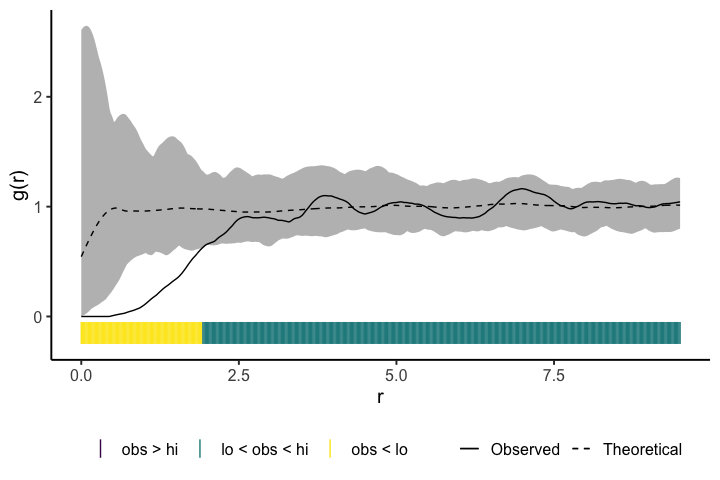 g(r)
2
1
0
0.0 2.5 5.0 7.5
r
obs > hi lo < obs < hi obs < lo Observed Theoretical